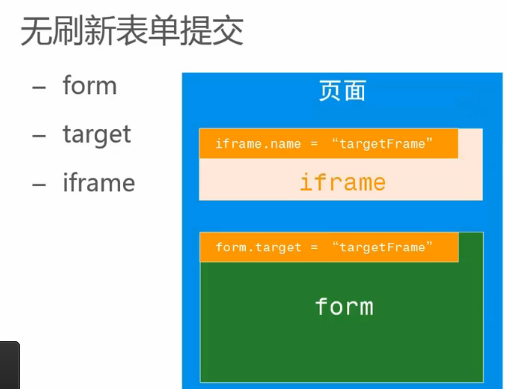 无刷新表单提交
– form
– target
– iframe
页面
iframe.name = “targetFrame”
iframe
form.target = “targetFrame”
form